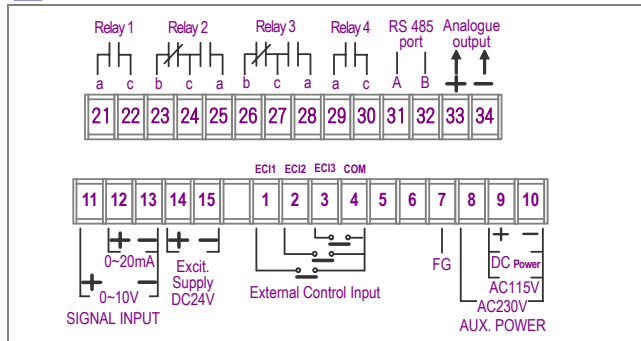 Relay 1 Relay 2 Relay 3 Relay 4 RS 485 port Analogue output
a c b c a b c a a c A B + −
21 22 23 24 25 26 27 28 29 30 31 32 33 34
ECI1 ECI2 ECI3 COM
11 12 13 14 15 1 2 3 4 5 6 7 8 9 10
+ − + − + −
0~20mA Excit. Supply DC24V FG DC Power
+ − 0~10V External Control Input AC115V
AC230V
SIGNAL INPUT AUX. POWER